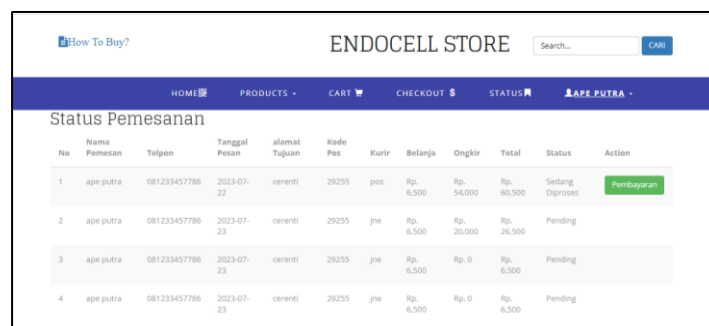 How To Buy?
ENDOCELL STORE
Search...
CARI
HOME PRODUCTS CART CHECKOUT $ STATUS APE PUTRA
Status Pemesanan
No Nama Pemesan Telpon Tanggal Pesan alamat Tujuan Kode Pos Kurir Belanja Ongkir Total Status Action
1 ape putra 081233457786 2023-07-22 cerenti 29255 pos Rp. 6,500 Rp. 54,000 Rp. 60,500 Sedang Diproses Pembayaran
2 ape putra 081233457786 2023-07-23 cerenti 29255 jne Rp. 6,500 Rp. 20,000 Rp. 26,500 Pending
3 ape putra 081233457786 2023-07-23 cerenti 29255 jne Rp. 6,500 Rp. 0 Rp. 6,500 Pending
4 ape putra 081233457786 2023-07-23 cerenti 29255 jne Rp. 6,500 Rp. 0 Rp. 6,500 Pending